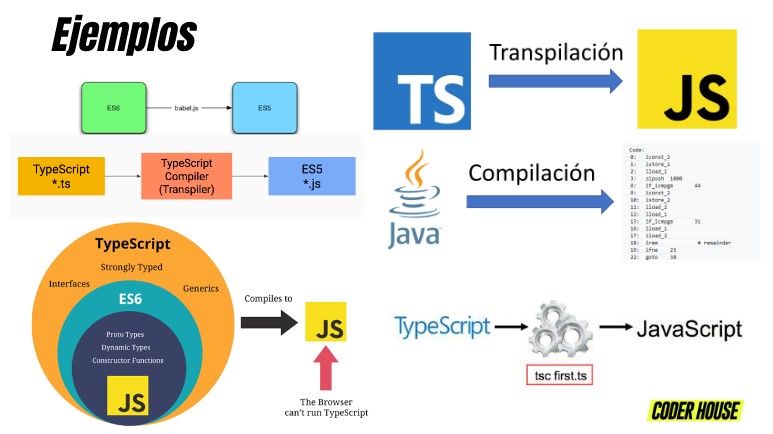 Ejemplos
ES6
babel.js
ES5
TypeScript
*.ts
TypeScript
Compiler
(Transpiler)
ES5
*.js
TypeScript
Strongly Typed
Interfaces
Generics
ES6
Proto Types
Dynamic Types
Constructor Functions
JS
Compiles to
JS
The Browser
can't run TypeScript
TS
Transpilación
JS
Java
Compilación
Code:
0: iconst_2
1: istore_1
2: iload_1
3: sipush 1000
6: if_icmpge 44
9: iconst_2
10: istore_2
11: iload_2
12: iload_1
13: if_icmpge 31
16: iload_1
17: iload_2
18: irem # remainder
19: ifne 25
22: goto 38
TypeScript
JavaScript
tsc first.ts
CODER HOUSE